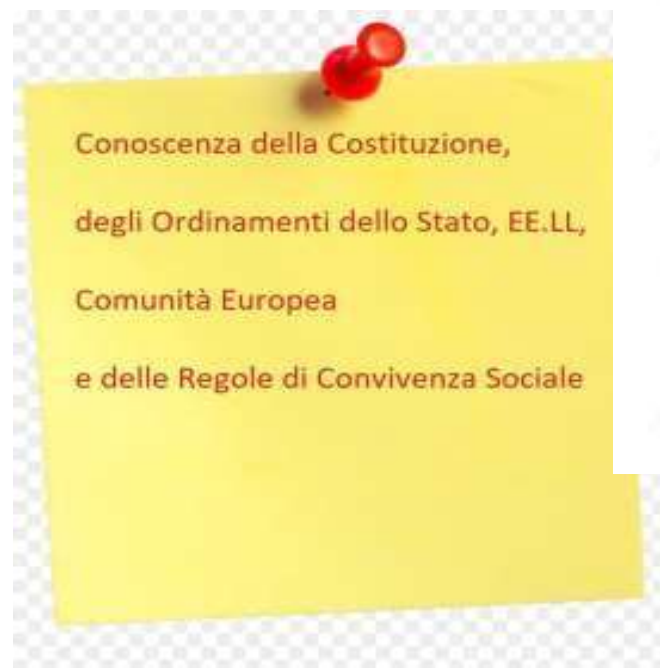 Conoscenza della Costituzione,
degli Ordinamenti dello Stato, EE.LL,
Comunità Europea
e delle Regole di Convivenza Sociale